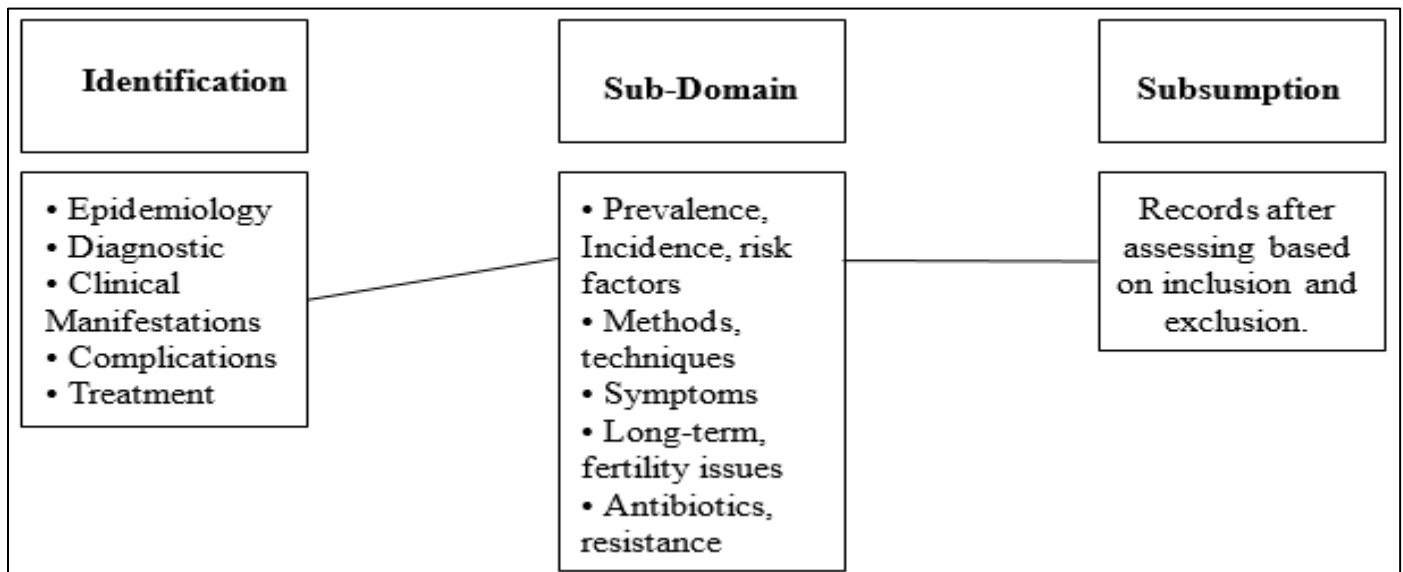 Identification
Sub-Domain
Subsumption
• Epidemiology
• Diagnostic
• Clinical
Manifestations
• Complications
• Treatment
• Prevalence,
Incidence, risk
factors
• Methods,
techniques
• Symptoms
• Long-term,
fertility issues
• Antibiotics,
resistance
Records after
assessing based
on inclusion and
exclusion.